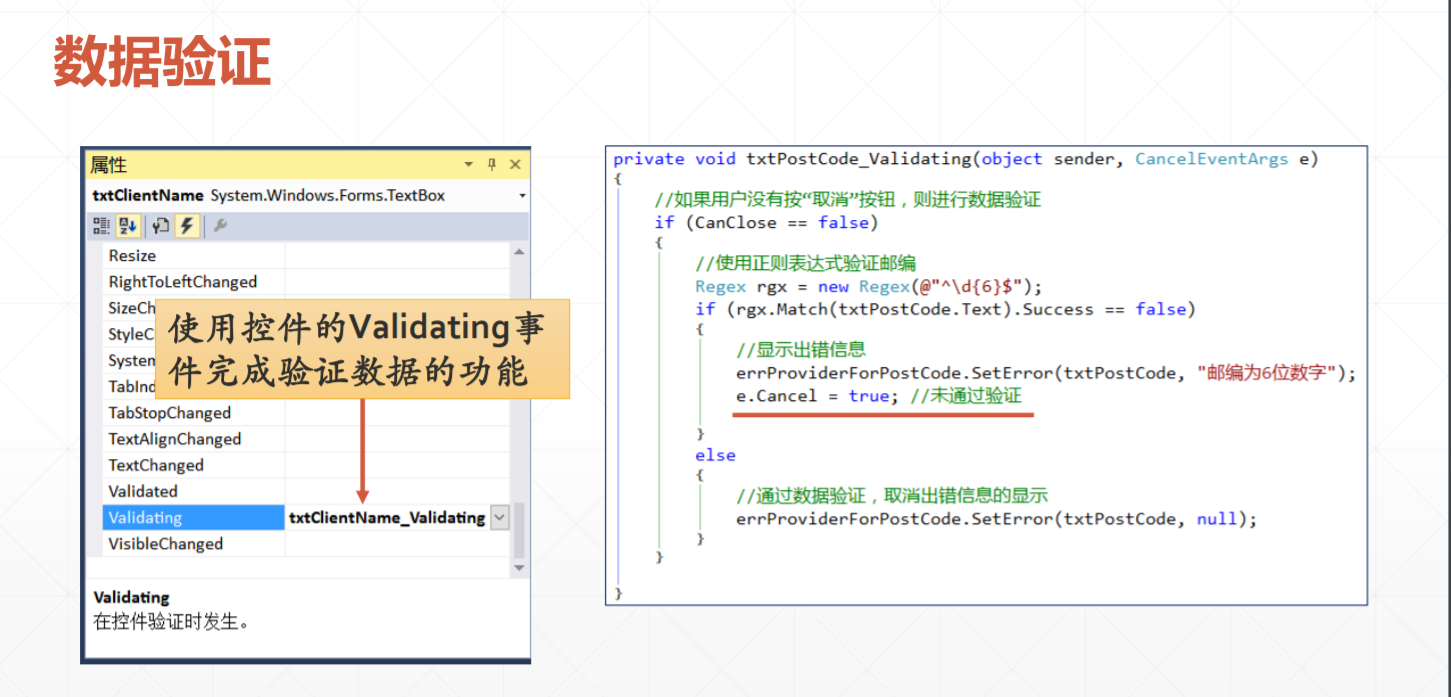 数据验证
属性
txtClientName System.Windows.Forms.TextBox
Resize
RightToLeftChanged
SizeCh
StyleC
System
TabInd
TabStopChanged
TextAlignChanged
TextChanged
Validated
Validating txtClientName_Validating
VisibleChanged
Validating
在控件验证时发生。
使用控件的Validating事
件完成验证数据的功能
private void txtPostCode_Validating(object sender, CancelEventArgs e)
{
//如果用户没有按“取消”按钮，则进行数据验证
if (CanClose == false)
{
//使用正则表达式验证邮编
Regex rgx = new Regex(@"^\d{6}$");
if (rgx.Match(txtPostCode.Text).Success == false)
{
//显示出错信息
errProviderForPostCode.SetError(txtPostCode, "邮编为6位数字");
e.Cancel = true; //未通过验证
}
else
{
//通过数据验证，取消出错信息的显示
errProviderForPostCode.SetError(txtPostCode, null);
}
}
}